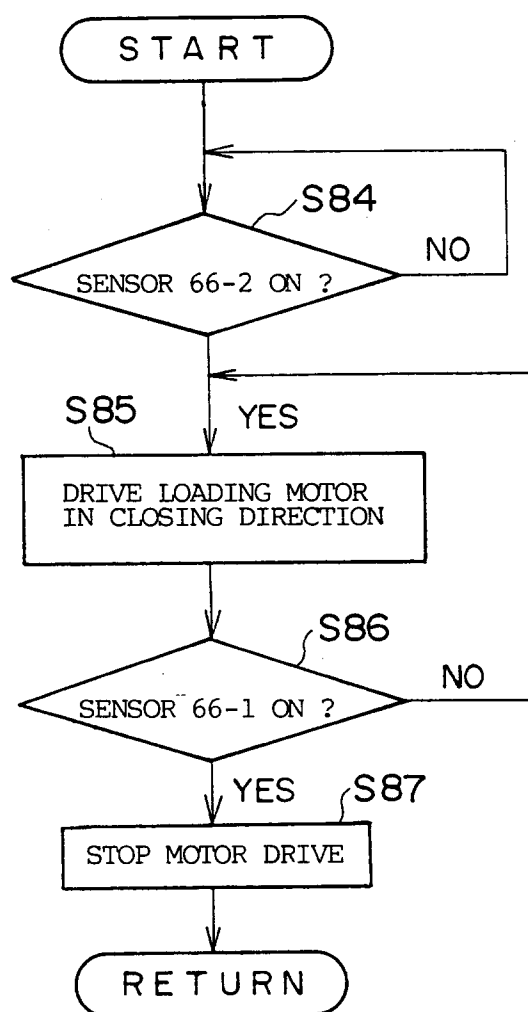 START
S84
NO
SENSOR 66-2 ON ?
S85
YES
DRIVE LOADING MOTOR
IN CLOSING DIRECTION
S86
NO
SENSOR 66-1 ON ?
YES
S87
STOP MOTOR DRIVE
RETURN